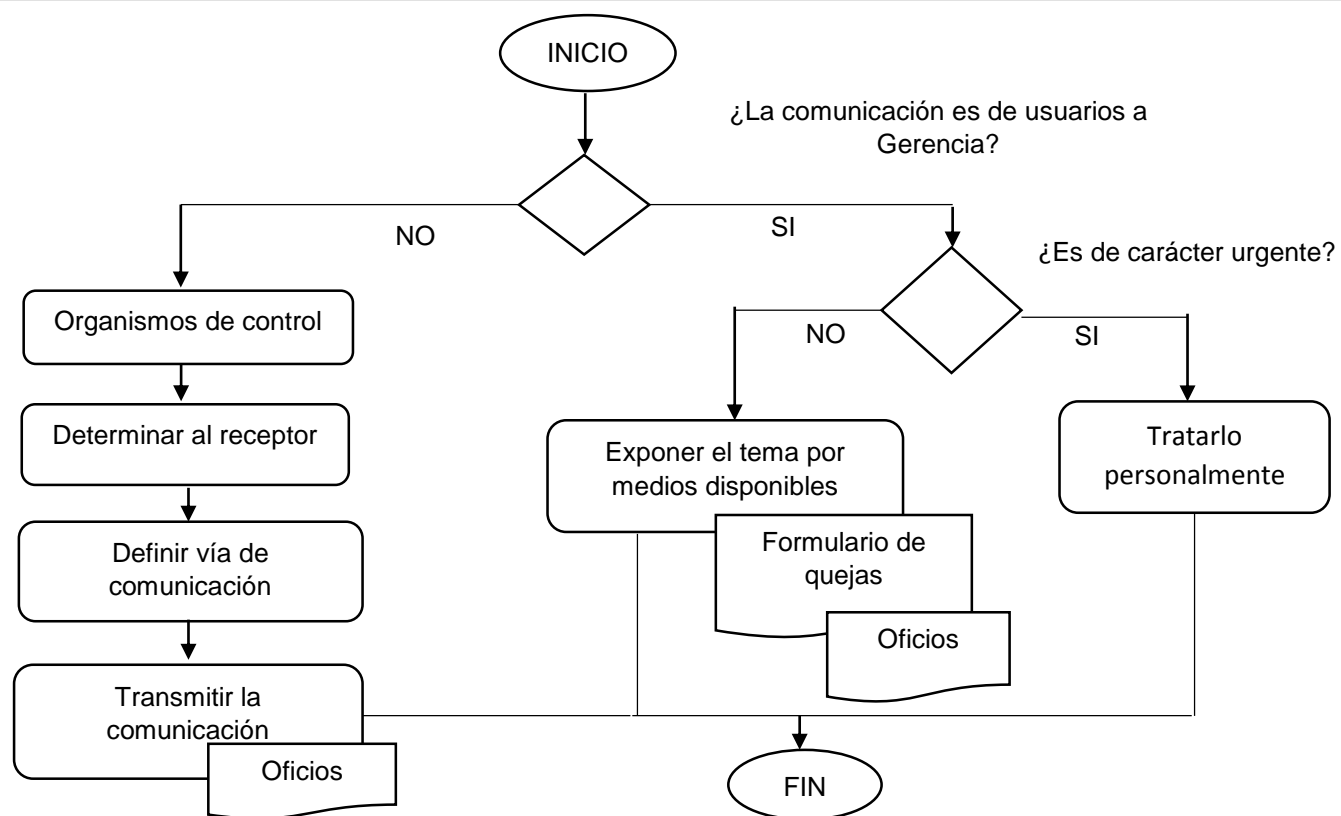 INICIO
¿La comunicación es de usuarios a
Gerencia?
NO
SI
¿Es de carácter urgente?
Organismos de control
NO
SI
Determinar al receptor
Exponer el tema por
medios disponibles
Tratarlo
personalmente
Definir vía de
comunicación
Formulario de
quejas
Oficios
Transmitir la
comunicación
Oficios
FIN